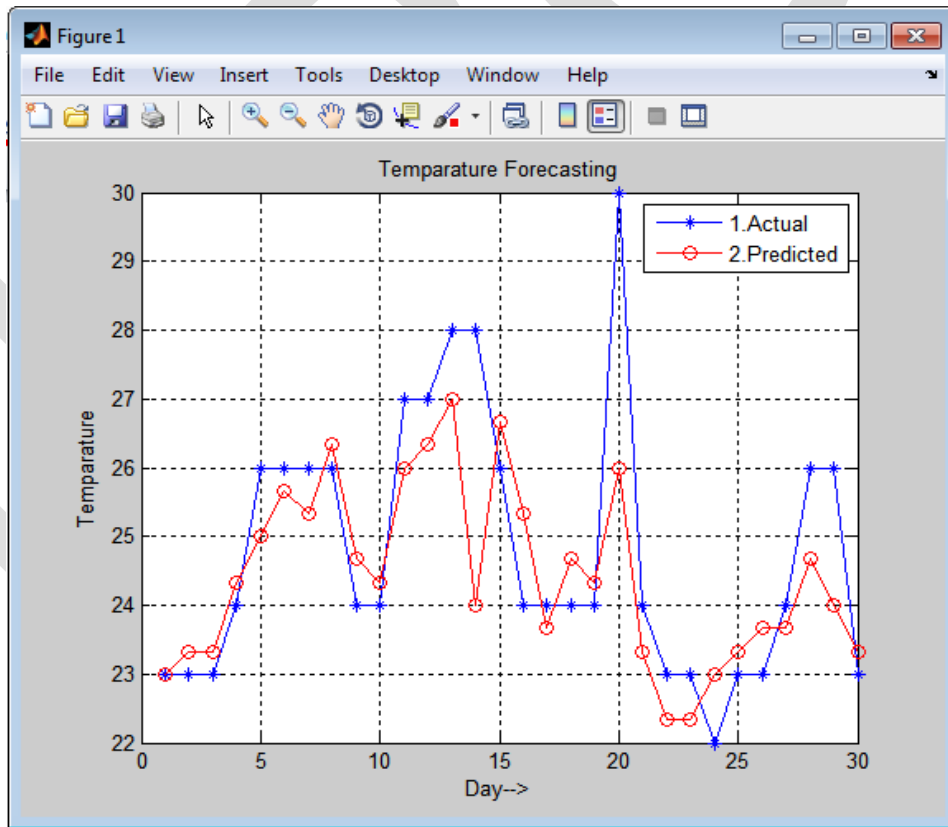 Figure 1
File Edit View Insert Tools Desktop Window Help
Temparature Forecasting
1.Actual
2.Predicted
Temparature
30
29
28
27
26
25
24
23
22
0 5 10 15 20 25 30
Day-->